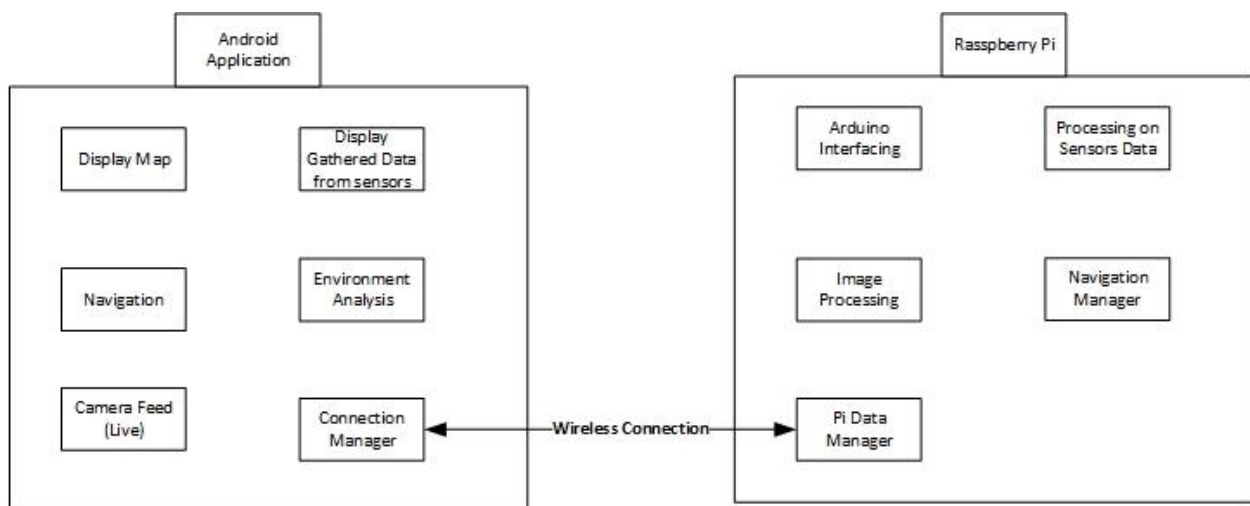 Android
Application
Display Map
Display
Gathered Data
from sensors
Navigation
Environment
Analysis
Camera Feed
(Live)
Connection
Manager
Wireless Connection
Rasspberry Pi
Arduino
Interfacing
Processing on
Sensors Data
Image
Processing
Navigation
Manager
Pi Data
Manager